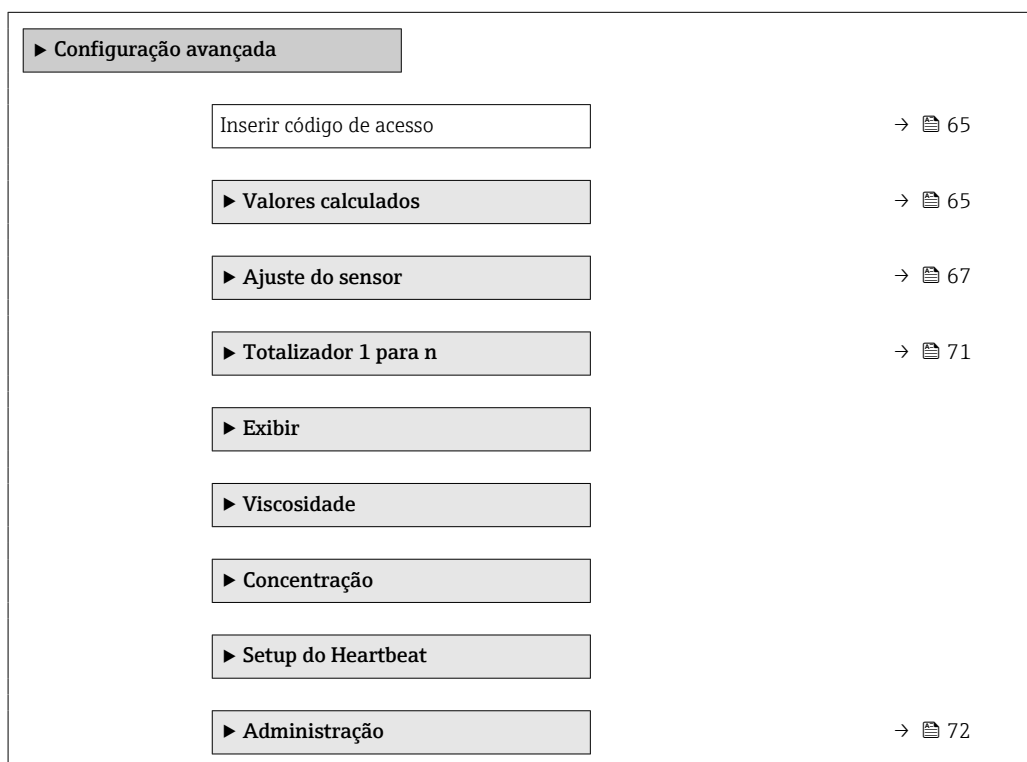 ▶ Configuração avançada
Inserir código de acesso → 65
▶ Valores calculados → 65
▶ Ajuste do sensor → 67
▶ Totalizador 1 para n → 71
▶ Exibir
▶ Viscosidade
▶ Concentração
▶ Setup do Heartbeat
▶ Administração → 72